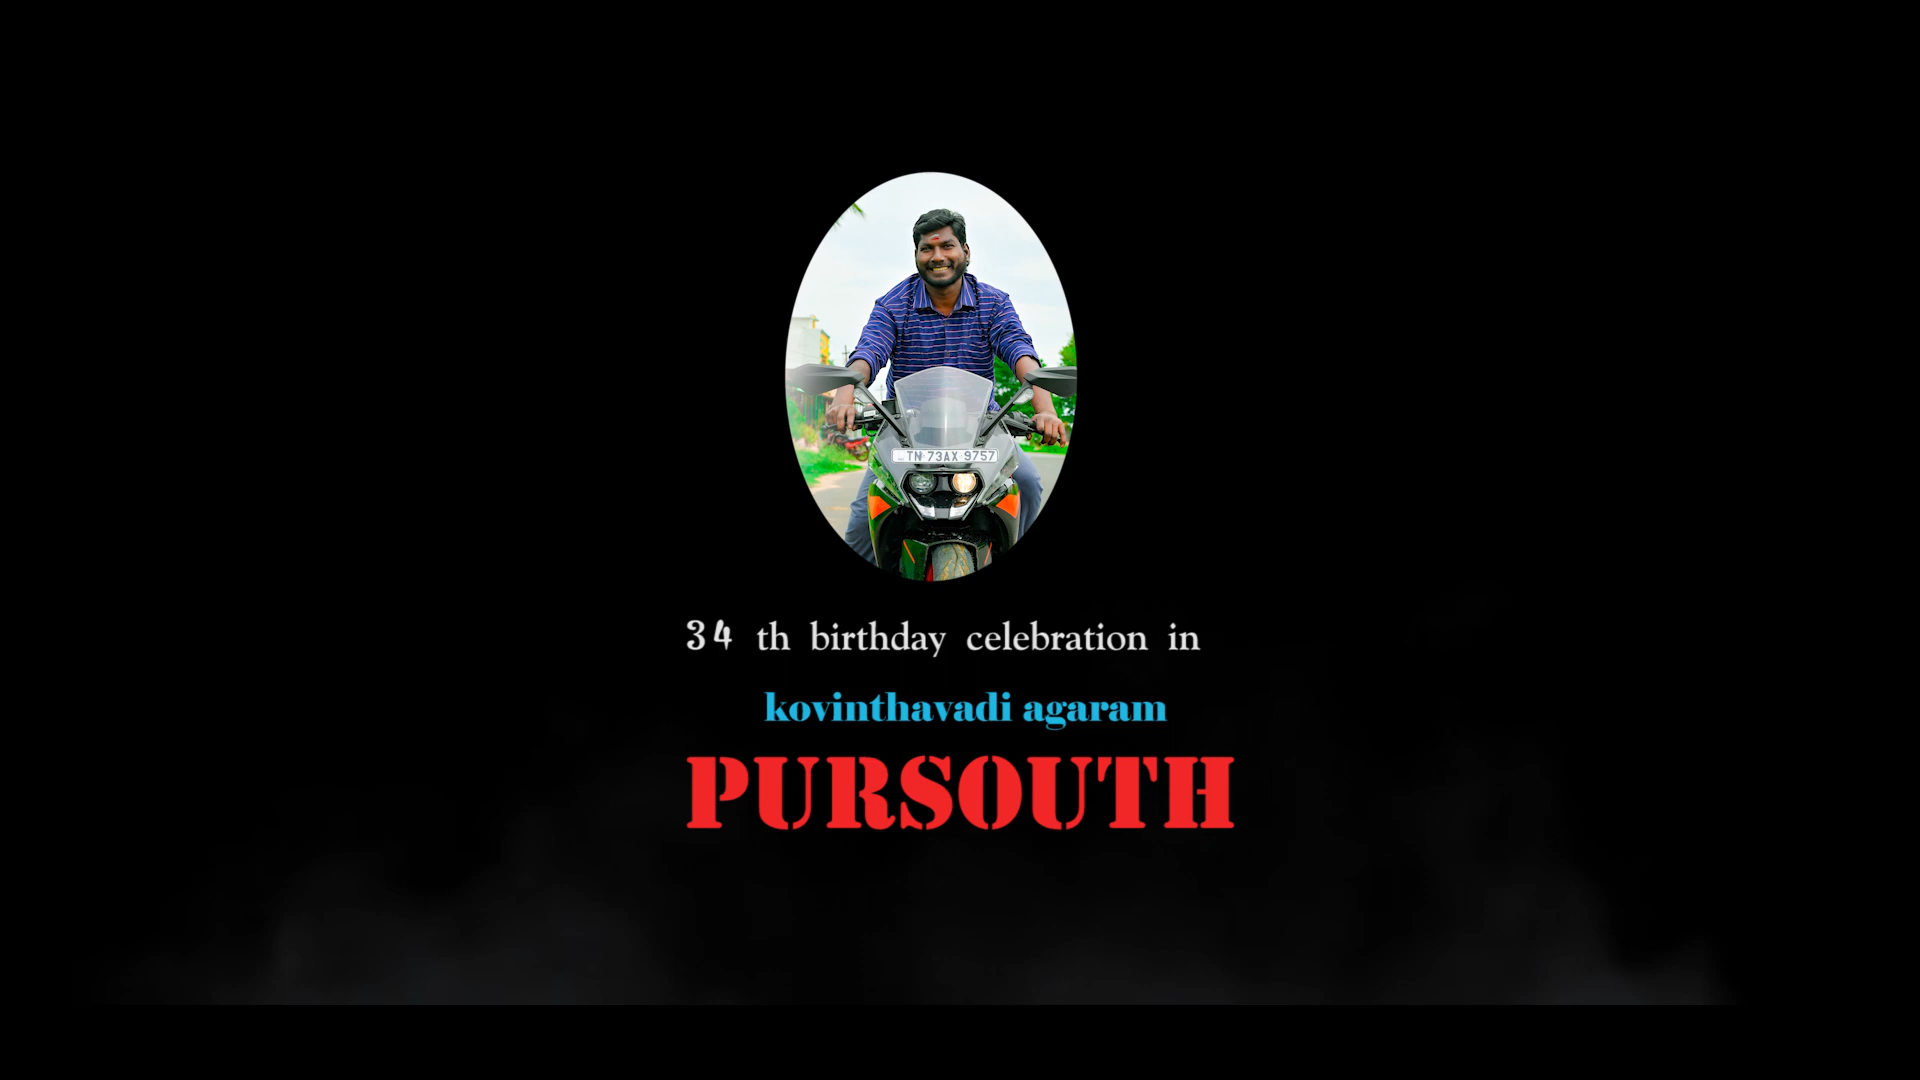 TN 73AX 9757
34 th birthday celebration in
kovinthavadi agaram
PURSOUTH